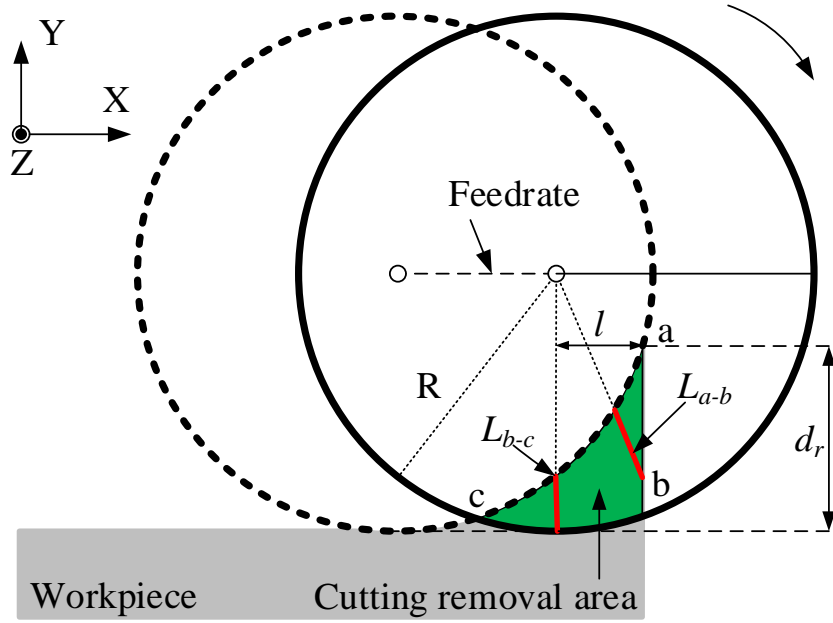 Y
X
Z
Feedrate
l
a
R
L_{a-b}
L_{b-c}
d_r
c
b
Workpiece
Cutting removal area